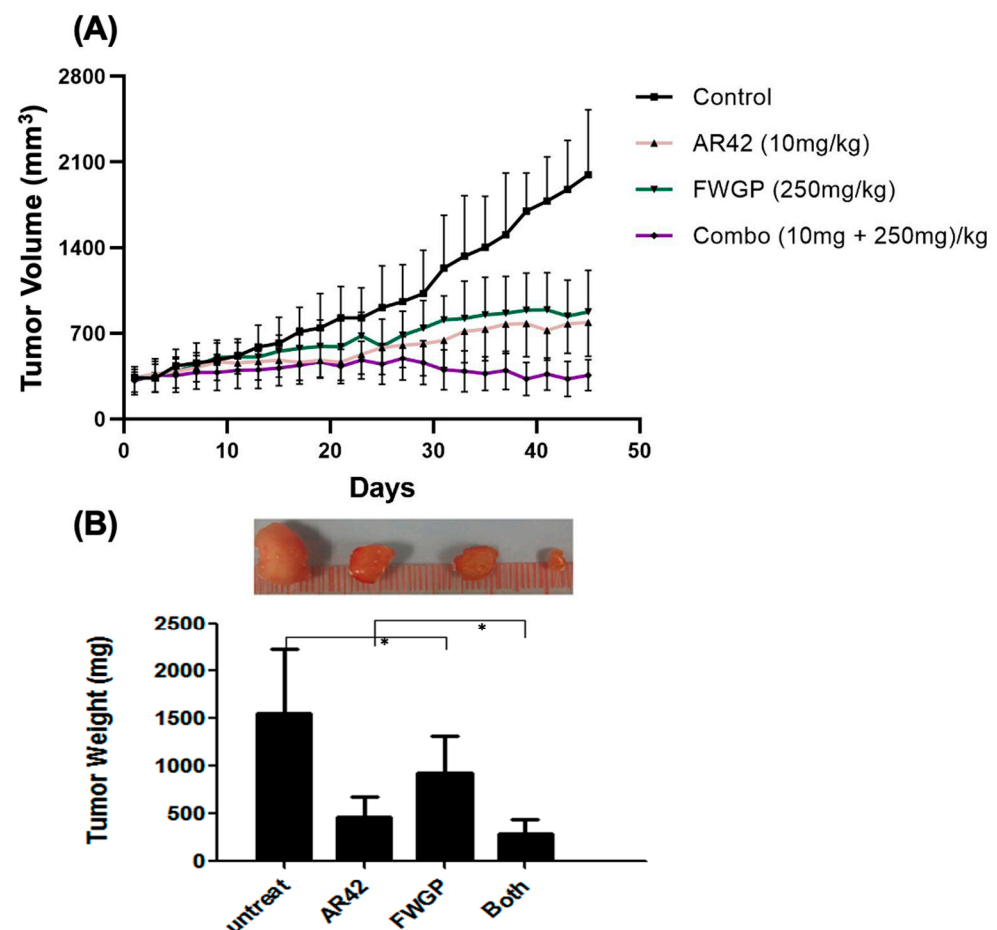 (A)
Tumor Volume (mm³)
2800
2100
1400
700
0
0 10 20 30 40 50
Days
Control
AR42 (10mg/kg)
FWGP (250mg/kg)
Combo (10mg + 250mg)/kg
(B)
Tumor Weight (mg)
2500
2000
1500
1000
500
0
* *
untreat AR42 FWGP Both